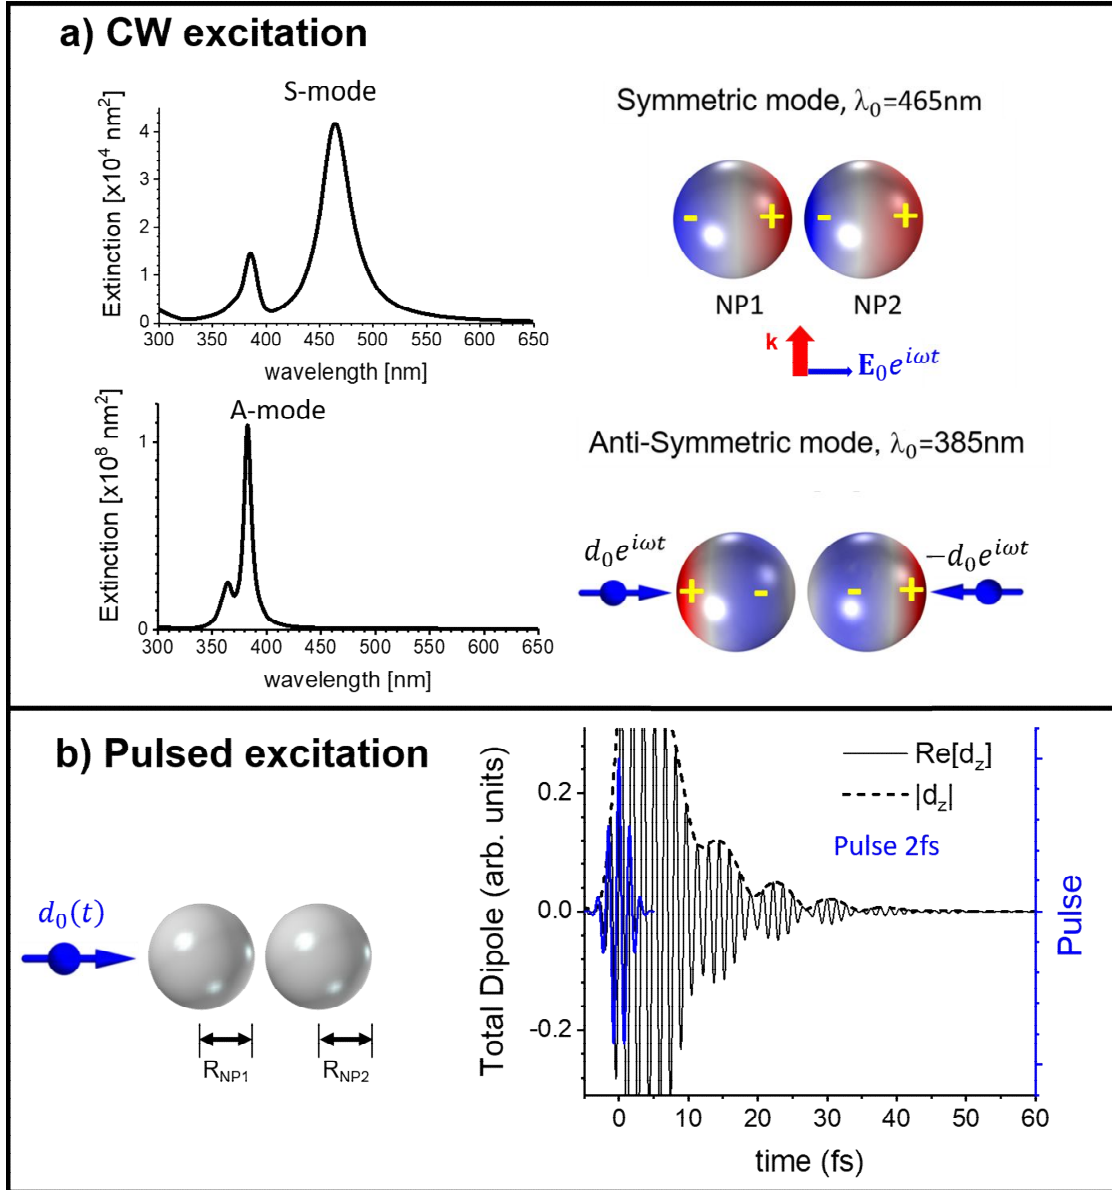 a) CW excitation
S-mode
Extinction [x10⁴ nm²]
4
3
2
1
0
300 350 400 450 500 550 600 650
wavelength [nm]
Symmetric mode, λ₀=465nm
- + - +
NP1 NP2
k
E₀e^{iωt}
A-mode
Extinction [x10⁸ nm²]
1
0
300 350 400 450 500 550 600 650
wavelength [nm]
Anti-Symmetric mode, λ₀=385nm
d₀e^{iωt}
-d₀e^{iωt}
+ - - +
b) Pulsed excitation
d₀(t)
R_{NP1} R_{NP2}
Total Dipole (arb. units)
0.2
0.0
-0.2
Re[d_z]
|d_z|
Pulse 2fs
Pulse
0 10 20 30 40 50 60
time (fs)